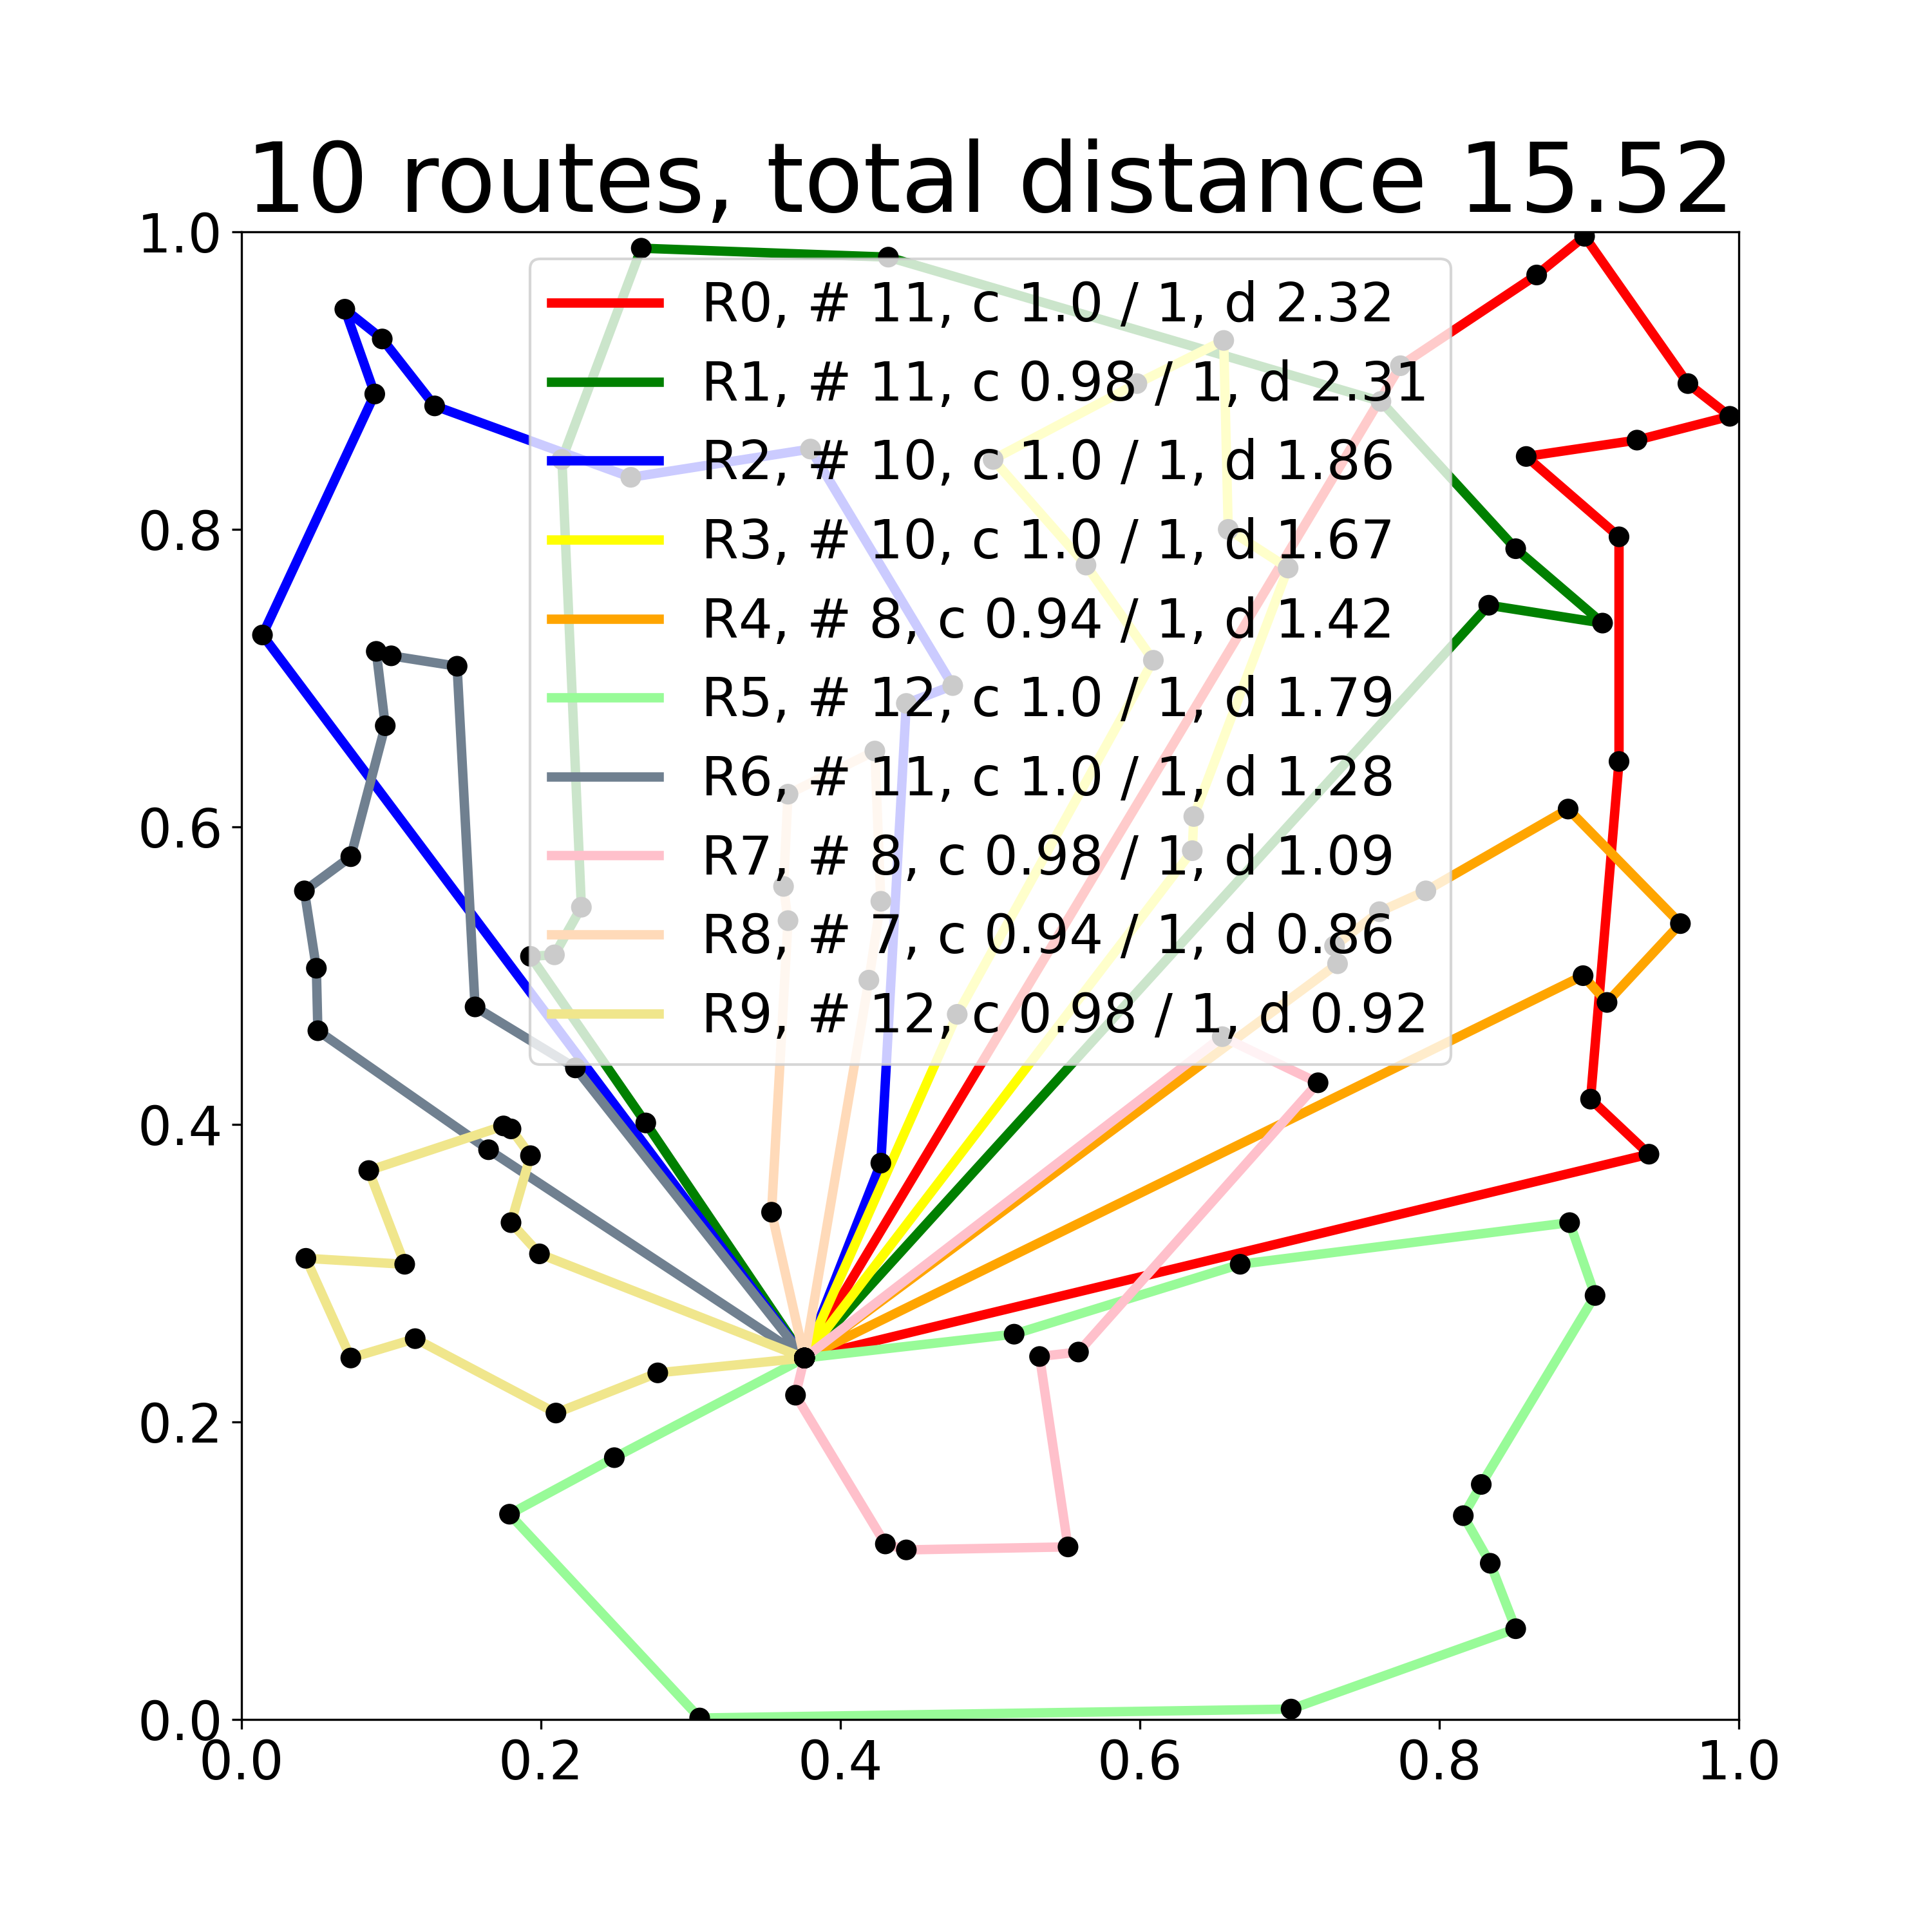 10 routes, total distance 15.52
1.0
0.8
0.6
0.4
0.2
0.0
R0, # 11, c 1.0 / 1, d 2.32
R1, # 11, c 0.98 / 1, d 2.31
R2, # 10, c 1.0 / 1, d 1.86
R3, # 10, c 1.0 / 1, d 1.67
R4, # 8, c 0.94 / 1, d 1.42
R5, # 12, c 1.0 / 1, d 1.79
R6, # 11, c 1.0 / 1, d 1.28
R7, # 8, c 0.98 / 1, d 1.09
R8, # 7, c 0.94 / 1, d 0.86
R9, # 12, c 0.98 / 1, d 0.92
0.0 0.2 0.4 0.6 0.8 1.0